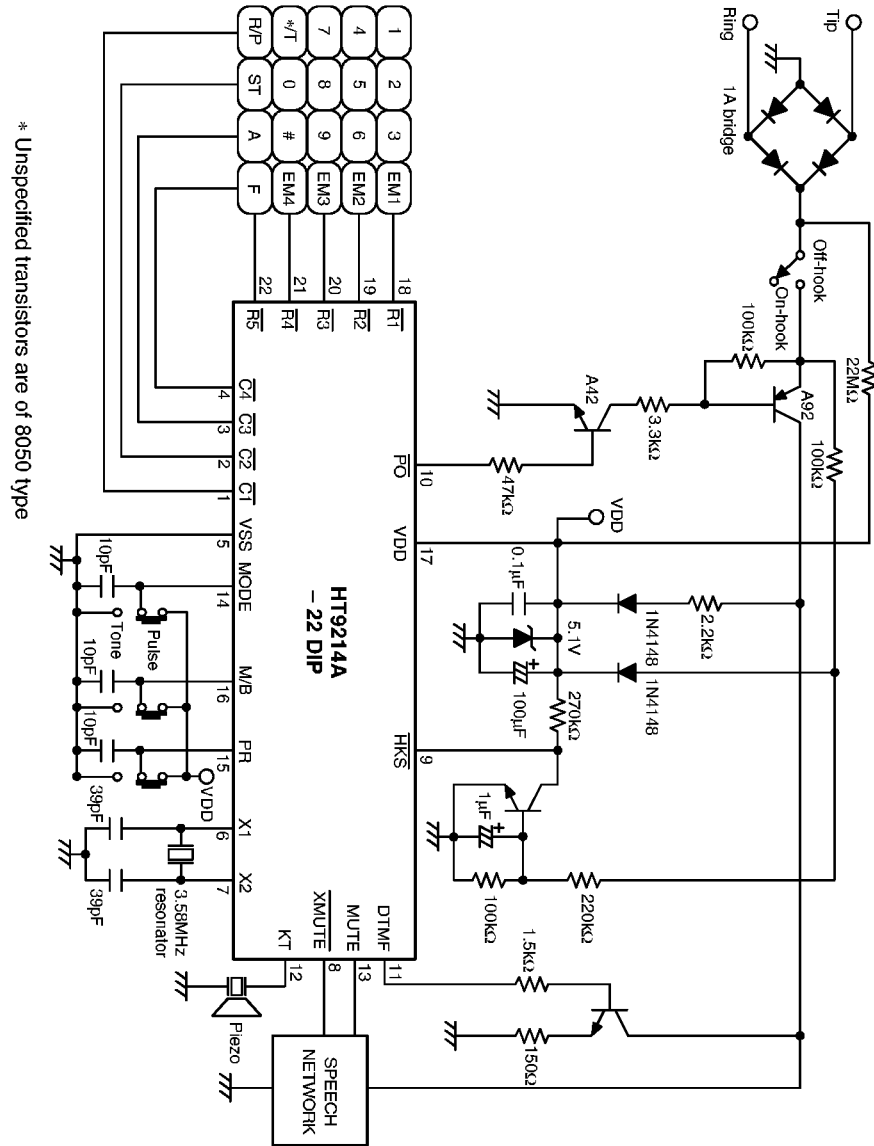 Tip
Ring
1A bridge
Off-hook
On-hook
22MΩ
100kΩ
A92
100kΩ
3.3kΩ
A42
47kΩ
VDD
0.1μF
5.1V
100μF
+
1N4148
2.2kΩ
1N4148
270kΩ
1μF
+
100kΩ
220kΩ
1.5kΩ
150Ω
1
2
3
EM1
4
5
6
EM2
7
8
9
EM3
*/T
0
#
EM4
R/P
ST
A
F
18
19
20
21
22
R1
R2
R3
R4
R5
10
PO
17
VDD
9
HKS
HT9214A
– 22 DIP
C4
C3
C2
C1
VSS
MODE
M/B
PR
X1
X2
4
3
2
1
5
14
16
15
6
7
DTMF
MUTE
XMUTE
KT
11
13
8
12
10pF
Tone
Pulse
10pF
10pF
VDD
39pF
39pF
3.58MHz
resonator
Piezo
SPEECH
NETWORK
* Unspecified transistors are of 8050 type